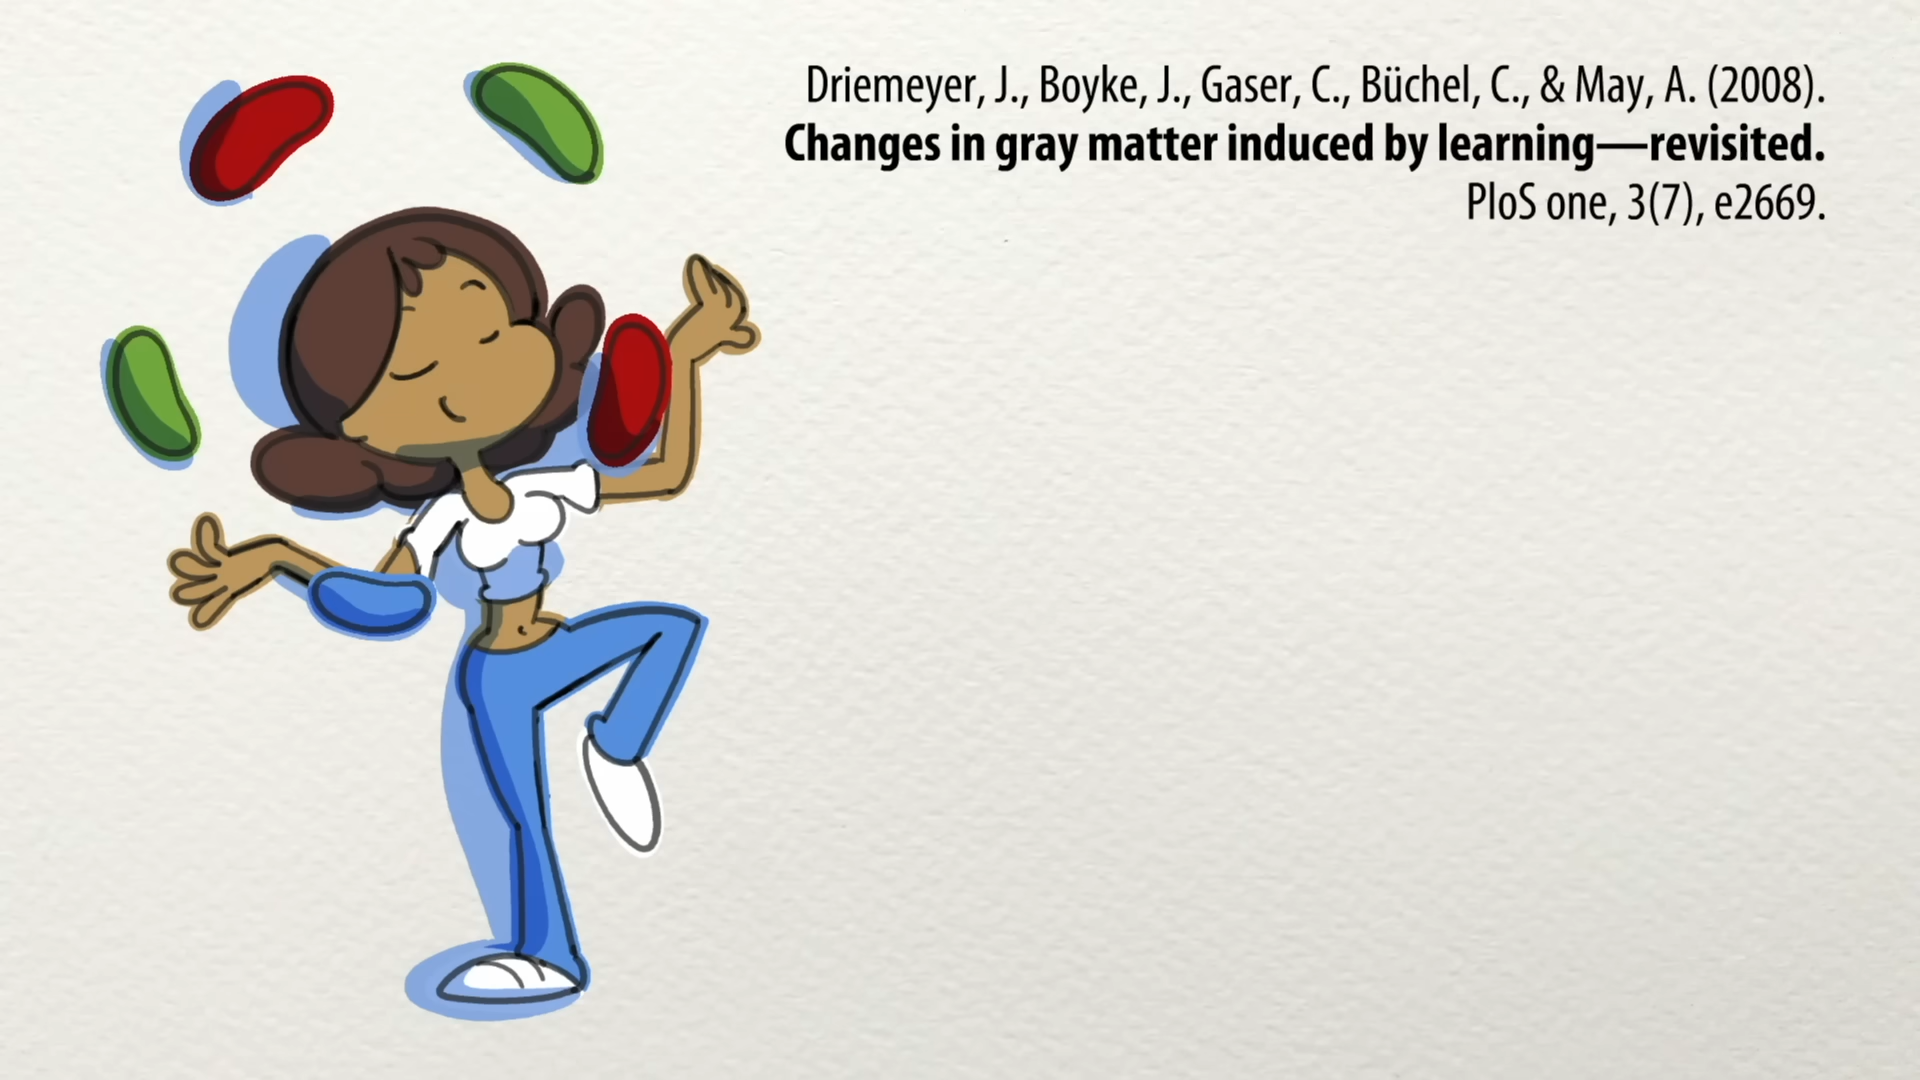 Driemeyer, J., Boyke, J., Gaser, C., Büchel, C., & May, A. (2008).
Changes in gray matter induced by learning—revisited.
PloS one, 3(7), e2669.